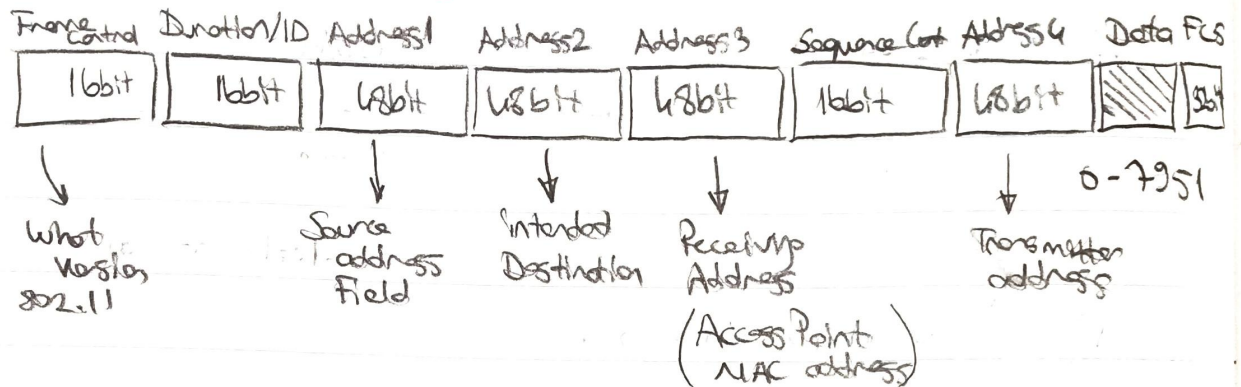 Frame Control Duration/ID Address1 Address2 Address3 Sequence Cont Address4 Data FCS
16bit 16bit 48bit 48bit 48bit 16bit 48bit 32bit
0-7951
What
Version
802.11
Source
address
Field
intended
Destination
Receiving
Address
(Access Point
MAC address)
Transmitter
address